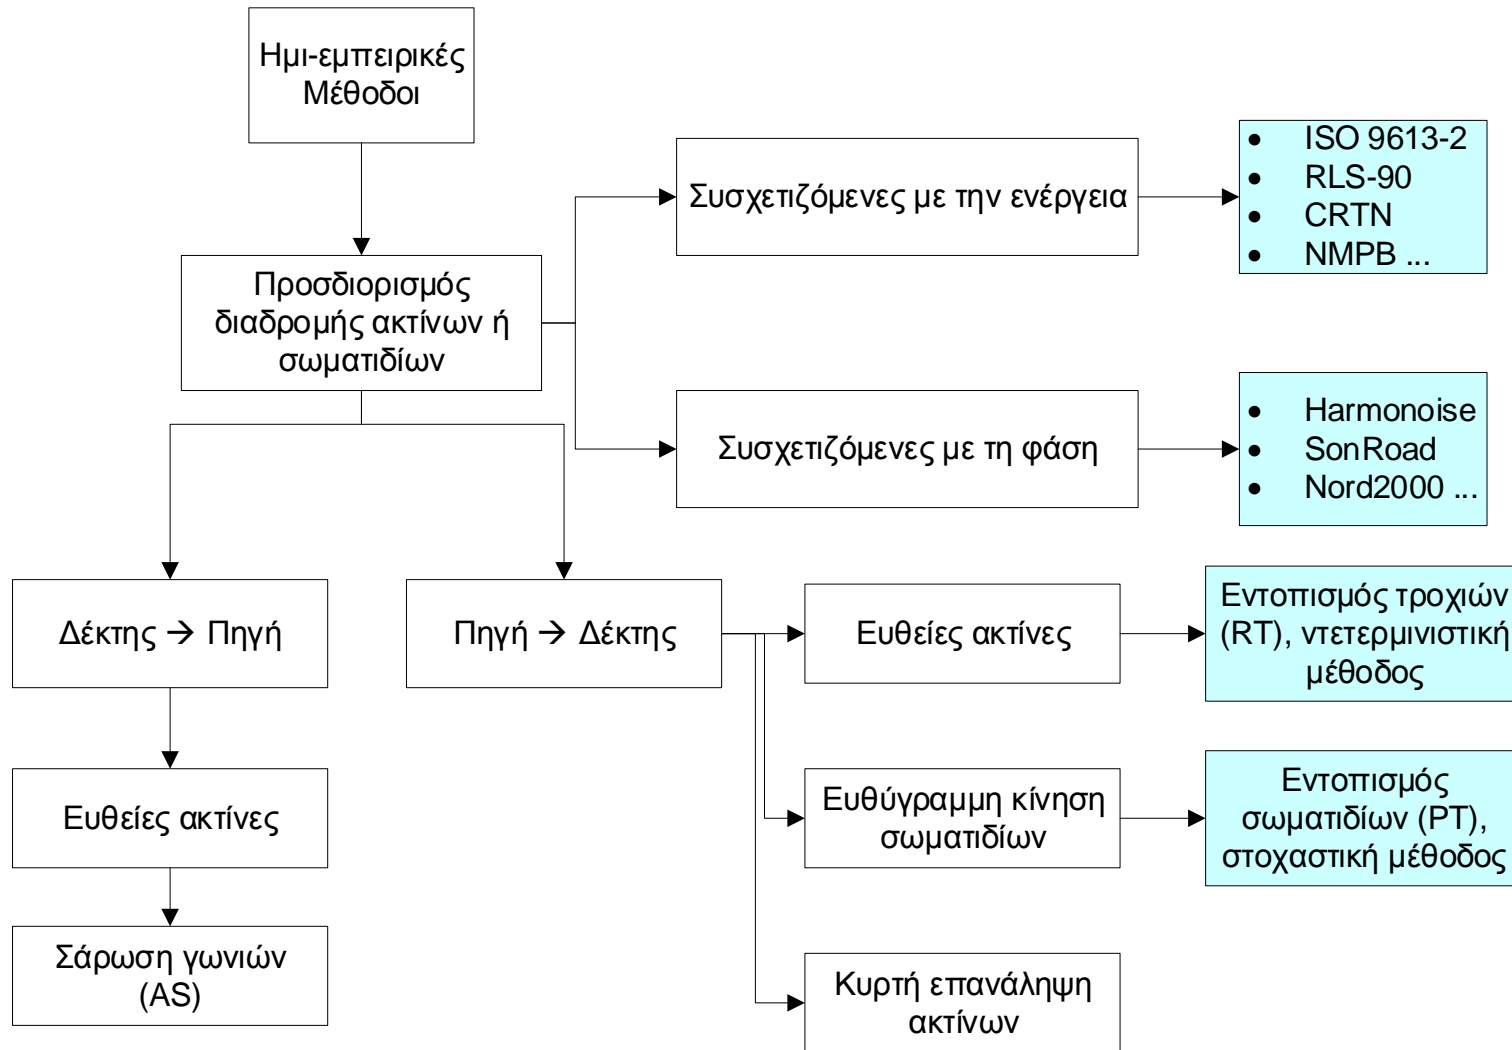 Ημι-εμπειρικές
Μέθοδοι
Προσδιορισμός
διαδρομής ακτίνων ή
σωματιδίων
Συσχετιζόμενες με την ενέργεια
• ISO 9613-2
• RLS-90
• CRTN
• NMPB ...
Συσχετιζόμενες με τη φάση
• Harmonoise
• SonRoad
• Nord2000 ...
Δέκτης → Πηγή
Πηγή → Δέκτης
Ευθείες ακτίνες
Εντοπισμός τροχιών
(RT), ντετερμινιστική
μέθοδος
Ευθείες ακτίνες
Ευθύγραμμη κίνηση
σωματιδίων
Εντοπισμός
σωματιδίων (PT),
στοχαστική μέθοδος
Σάρωση γωνιών
(AS)
Κυρτή επανάληψη
ακτίνων